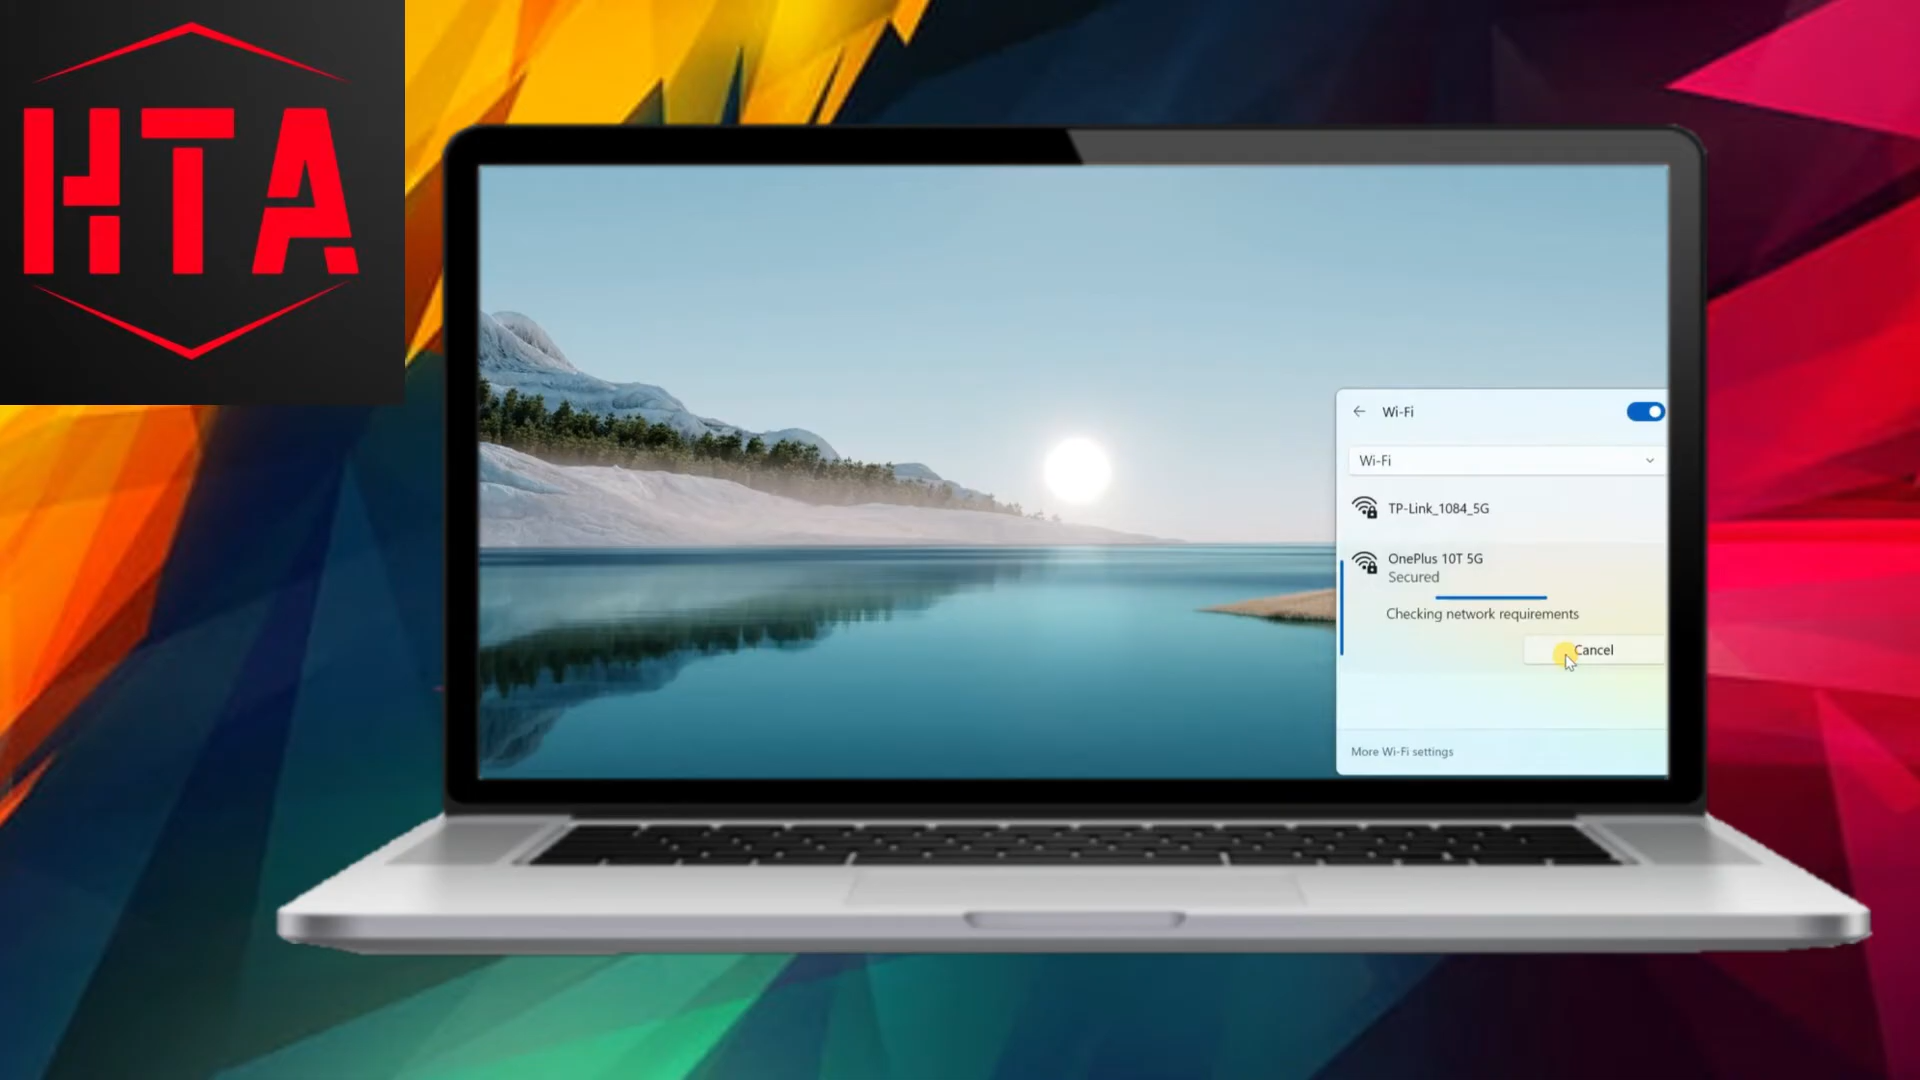 HTA
Wi-Fi
Wi-Fi
TP-Link_1084_5G
OnePlus 10T 5G
Secured
Checking network requirements
Cancel
More Wi-Fi settings